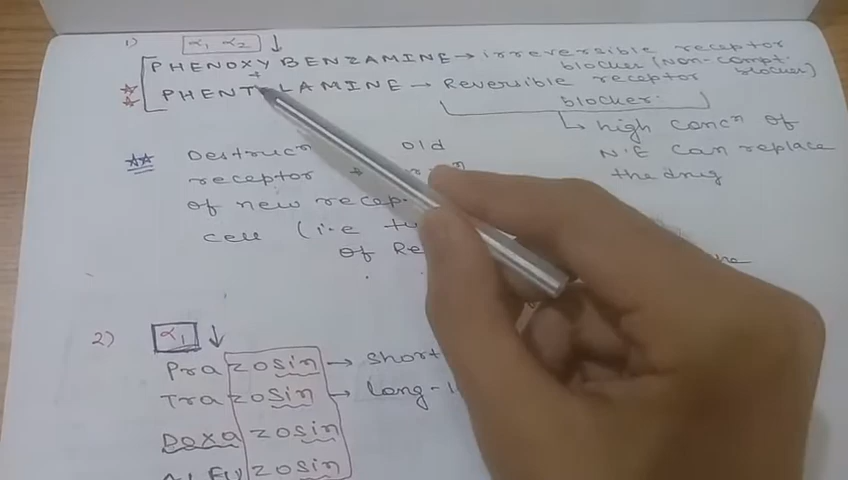 1) α1 α2 ↓
PHENOXYBENZAMINE → irreversible receptor
blocker (Non-compt.
PHENT LAMINE → Reversible receptor blocker)
blocker.
↳ high concn of
N.E can replace
the drug
Destrucn old
receptor
of new recep
cell (i.e
of Re
2) α1 ↓
Prazosin → short
Trazosin → long-
Doxazosin
zosin